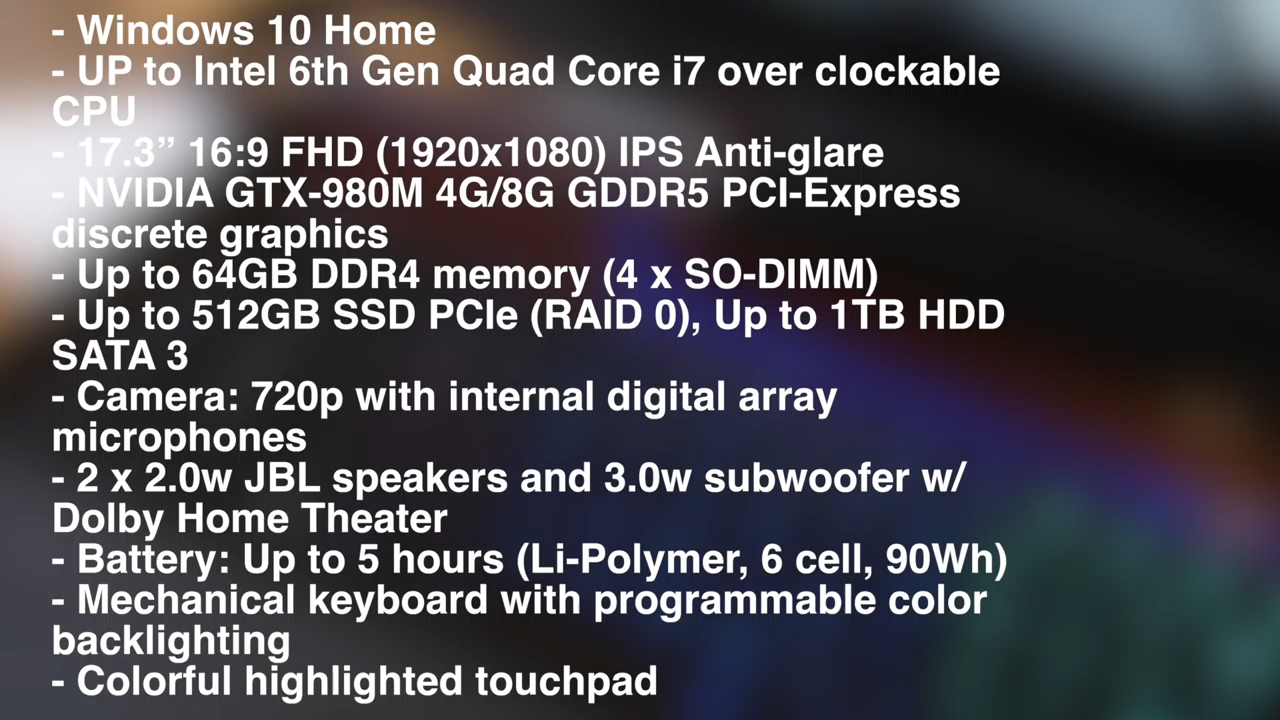 - Windows 10 Home
- UP to Intel 6th Gen Quad Core i7 over clockable
CPU
- 17.3” 16:9 FHD (1920x1080) IPS Anti-glare
- NVIDIA GTX-980M 4G/8G GDDR5 PCI-Express
discrete graphics
- Up to 64GB DDR4 memory (4 x SO-DIMM)
- Up to 512GB SSD PCIe (RAID 0), Up to 1TB HDD
SATA 3
- Camera: 720p with internal digital array
microphones
- 2 x 2.0w JBL speakers and 3.0w subwoofer w/
Dolby Home Theater
- Battery: Up to 5 hours (Li-Polymer, 6 cell, 90Wh)
- Mechanical keyboard with programmable color
backlighting
- Colorful highlighted touchpad